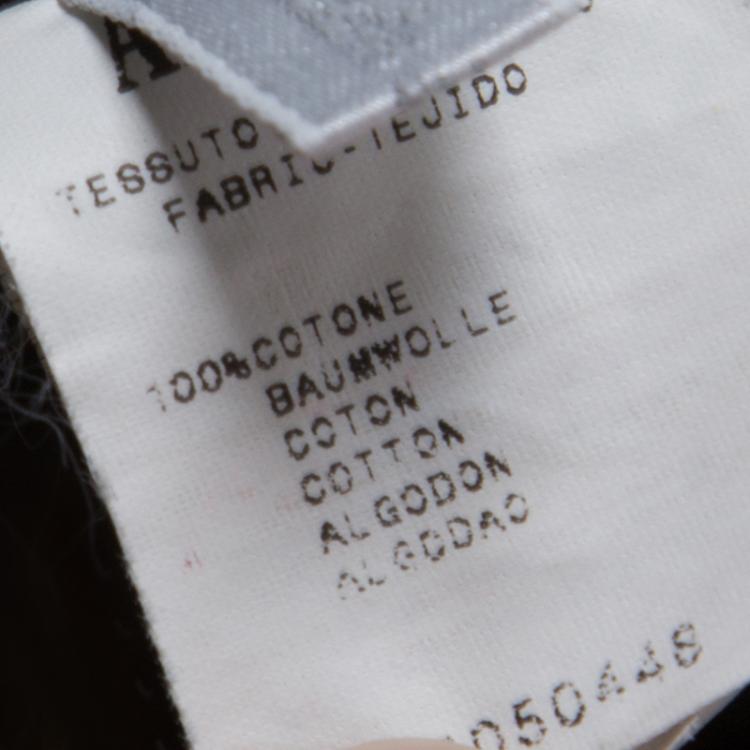 TESSUTO
FABRIC-TEJIDO
100%COTONE
BAUMWOLLE
COTON
COTTON
ALGODON
ALGODAO
050448